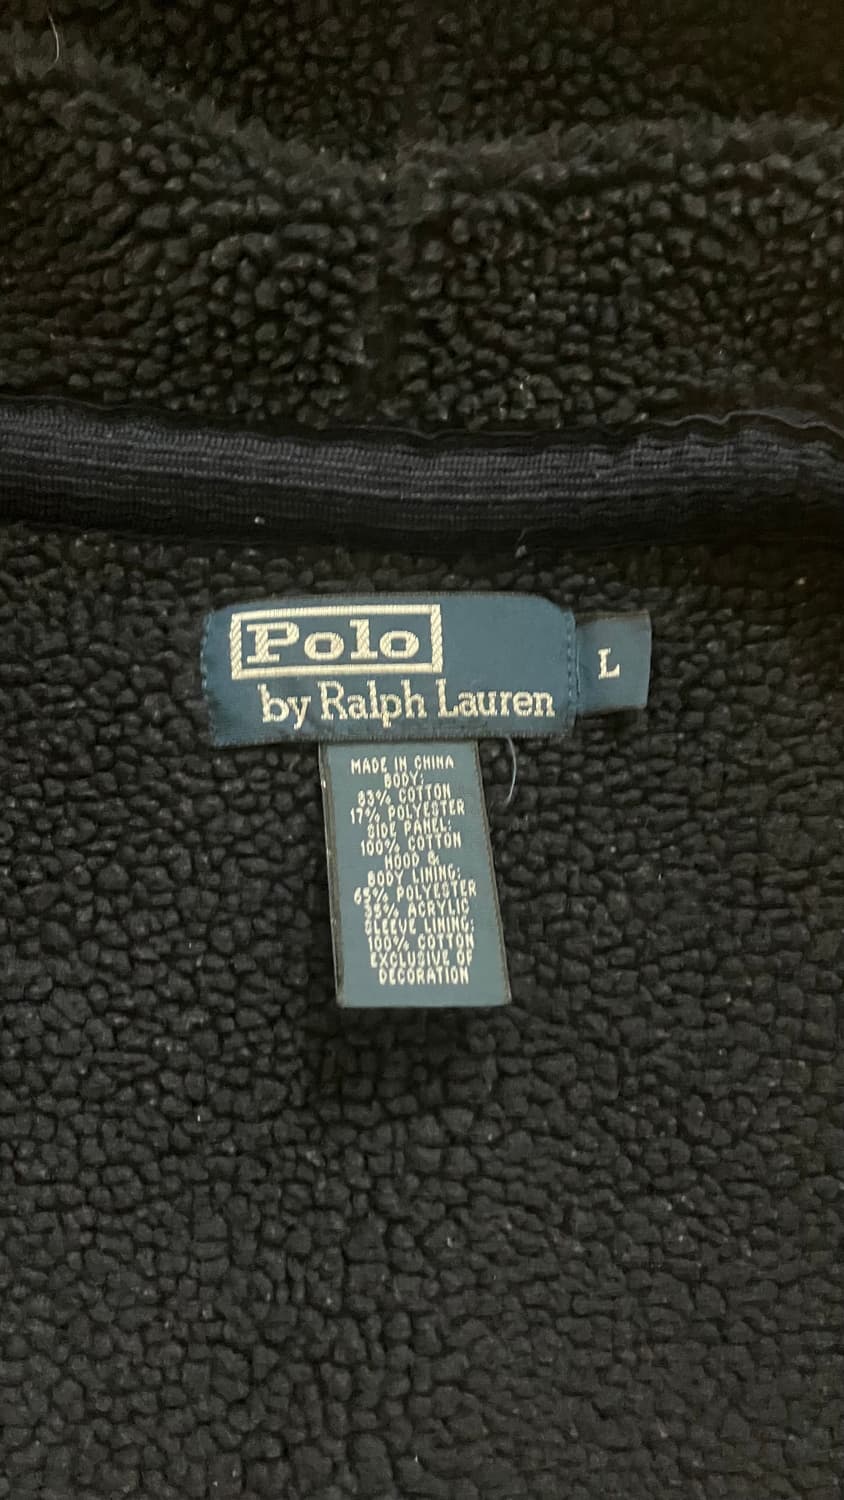 Polo
by Ralph Lauren
L
MADE IN CHINA
BODY:
83% COTTON
17% POLYESTER
SIDE PANEL:
100% COTTON
HOOD &
BODY LINING:
65% POLYESTER
35% ACRYLIC
SLEEVE LINING:
100% COTTON
EXCLUSIVE OF
DECORATION